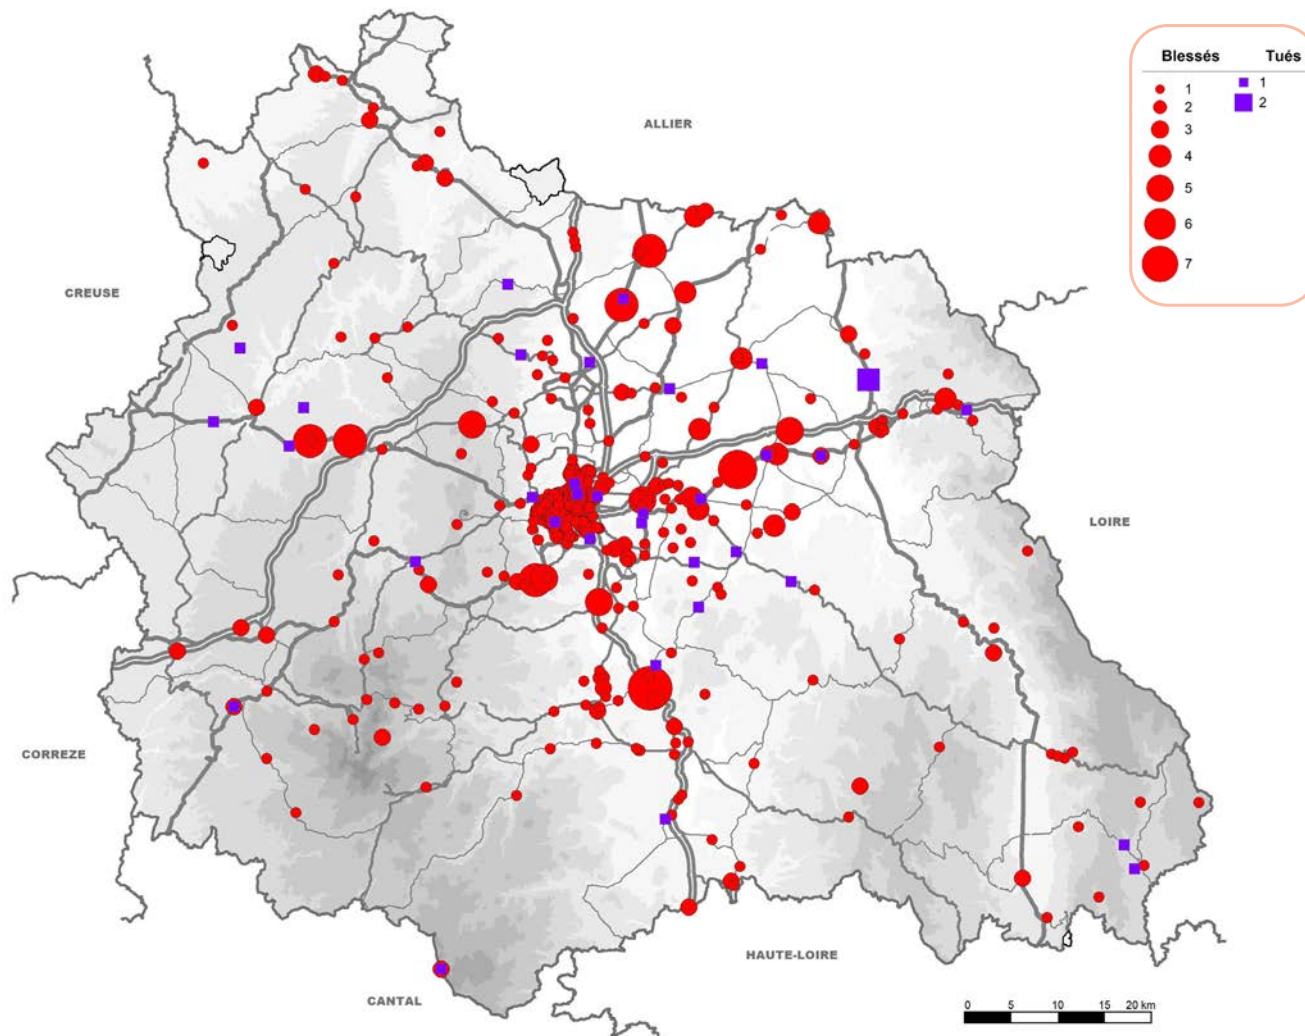 Blessés Tués
1 1
2 2
3
4
5
6
7
ALLIER
CREUSE
LOIRE
CORREZE
HAUTE-LOIRE
CANTAL
0 5 10 15 20 km